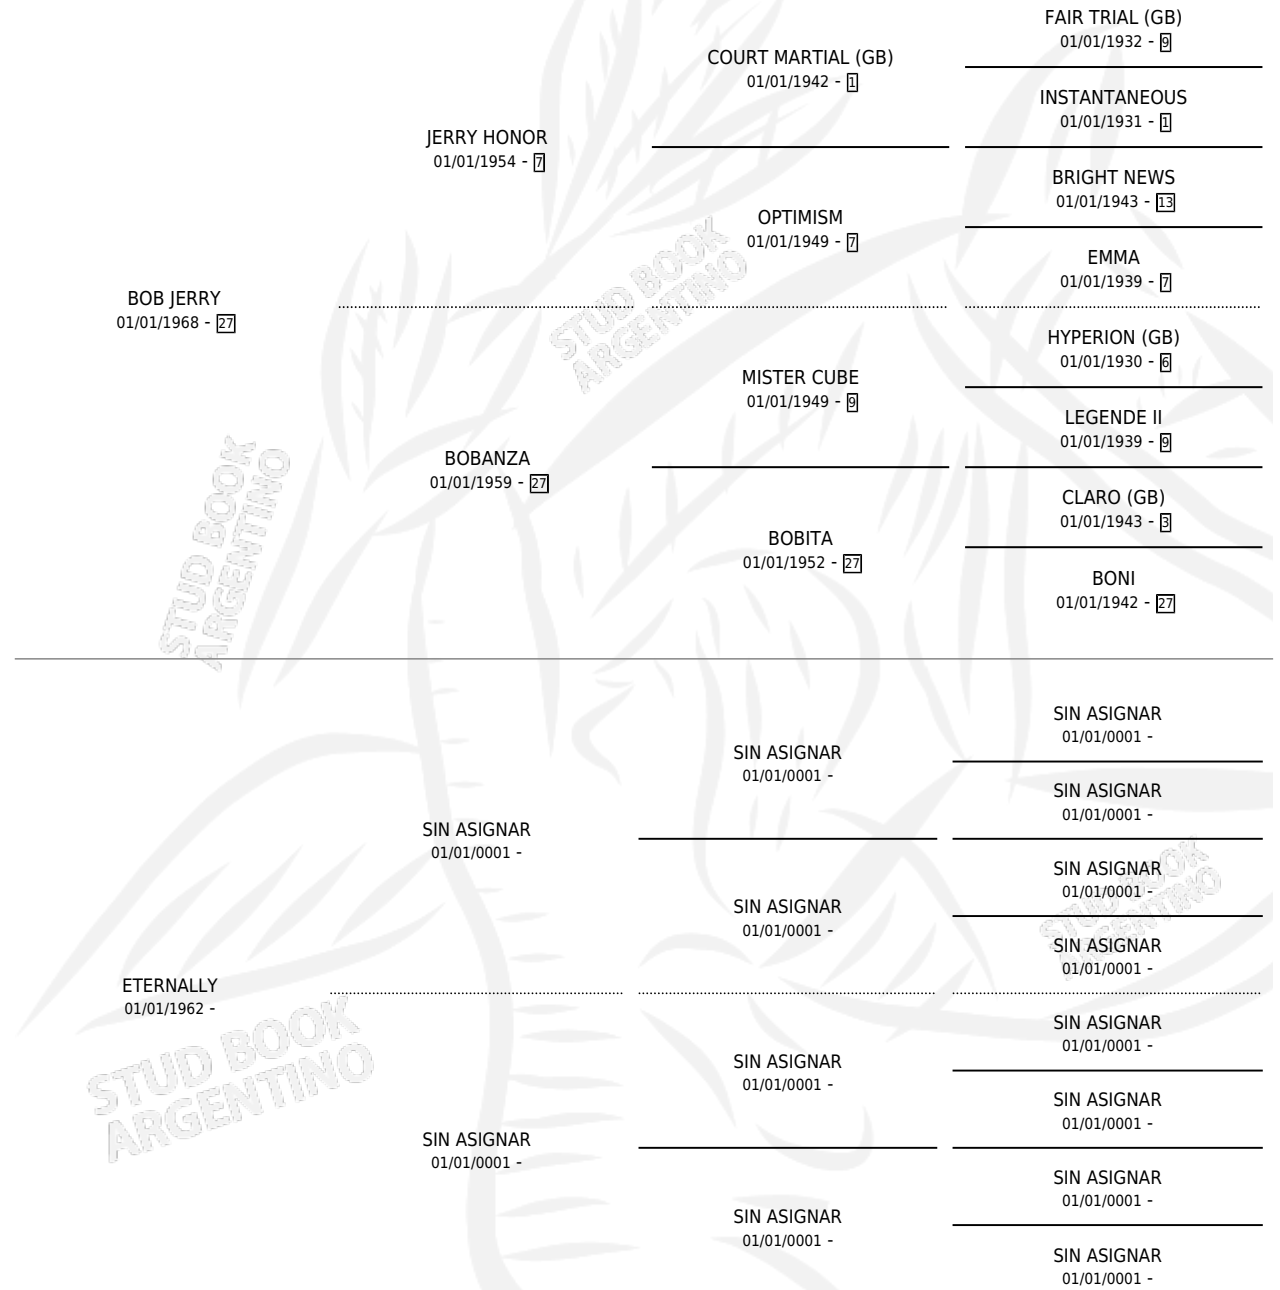 FAIR TRIAL (GB)
01/01/1932 - 9
COURT MARTIAL (GB)
01/01/1942 - 1
INSTANTANEOUS
01/01/1931 - 1
JERRY HONOR
01/01/1954 - 7
BRIGHT NEWS
01/01/1943 - 13
OPTIMISM
01/01/1949 - 7
EMMA
01/01/1939 - 7
BOB JERRY
01/01/1968 - 27
HYPERION (GB)
01/01/1930 - 6
MISTER CUBE
01/01/1949 - 9
LEGENDE II
01/01/1939 - 9
BOBANZA
01/01/1959 - 27
CLARO (GB)
01/01/1943 - 3
BOBITA
01/01/1952 - 27
BONI
01/01/1942 - 27
STUD BOOK
ARGENTINO
STUD BOOK
ARGENTINO
SIN ASIGNAR
01/01/0001 -
SIN ASIGNAR
01/01/0001 -
SIN ASIGNAR
01/01/0001 -
SIN ASIGNAR
01/01/0001 -
SIN ASIGNAR
01/01/0001 -
SIN ASIGNAR
01/01/0001 -
SIN ASIGNAR
01/01/0001 -
STUD BOOK
ARGENTINO
ETERNALLY
01/01/1962 -
SIN ASIGNAR
01/01/0001 -
SIN ASIGNAR
01/01/0001 -
SIN ASIGNAR
01/01/0001 -
SIN ASIGNAR
01/01/0001 -
SIN ASIGNAR
01/01/0001 -
SIN ASIGNAR
01/01/0001 -
SIN ASIGNAR
01/01/0001 -
STUD BOOK
ARGENTINO